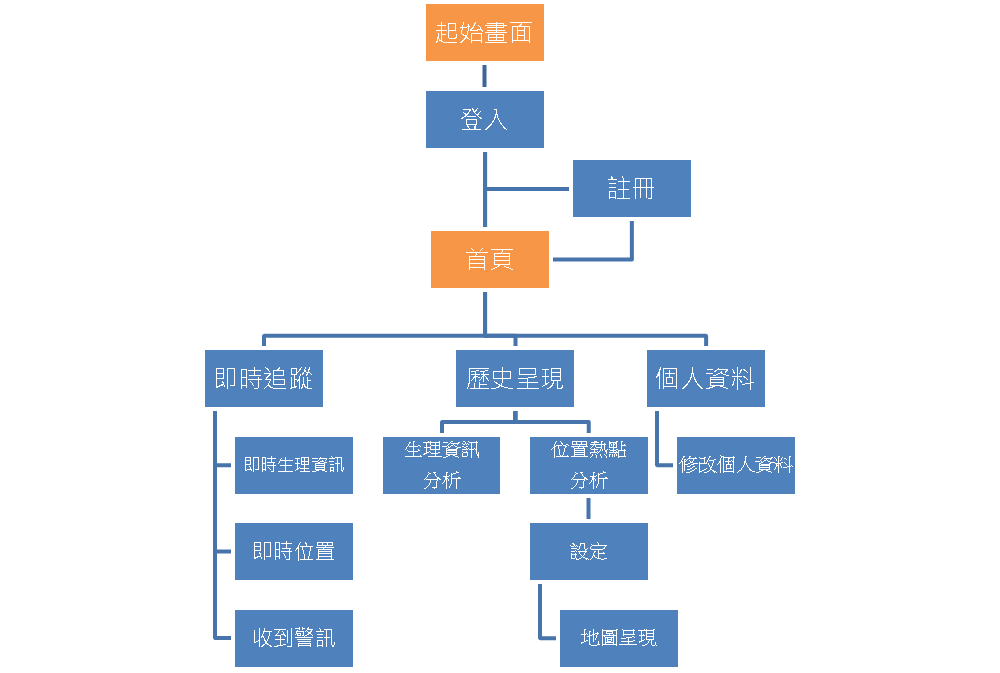 起始畫面
登入
註冊
首頁
即時追蹤
歷史呈現
個人資料
即時生理資訊
生理資訊
分析
位置熱點
分析
修改個人資料
即時位置
設定
收到警訊
地圖呈現